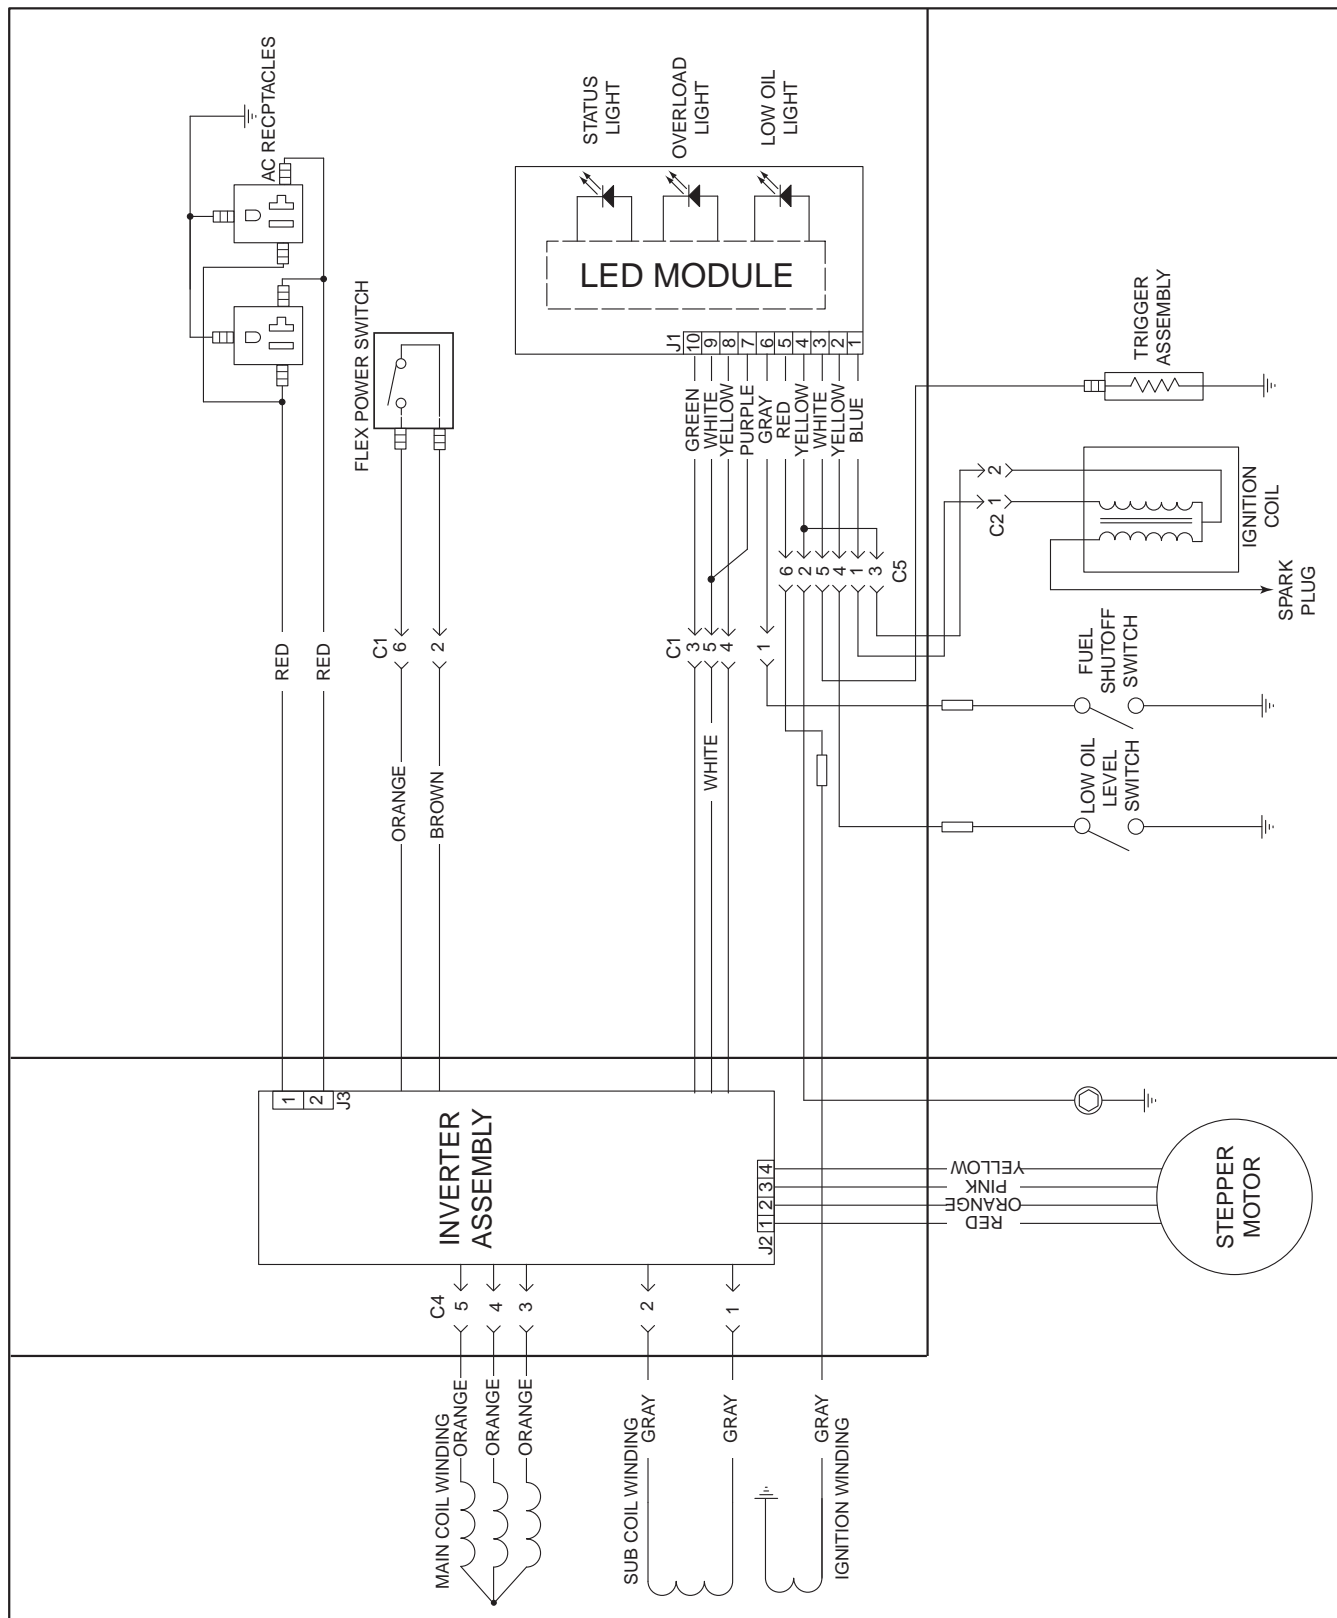 AC RECPTACLES
FLEX POWER SWITCH
STATUS
LIGHT
OVERLOAD
LIGHT
LOW OIL
LIGHT
LED MODULE
J1
10
9
8
7
6
5
4
3
2
1
GREEN
WHITE
YELLOW
PURPLE
GRAY
RED
YELLOW
WHITE
YELLOW
BLUE
TRIGGER
ASSEMBLY
C2
1
2
IGNITION
COIL
SPARK
PLUG
6
2
5
4
1
3
C5
C1
6
2
C1
3
5
4
1
RED
RED
FUEL
SHUTOFF
SWITCH
LOW OIL
LEVEL
SWITCH
ORANGE
BROWN
WHITE
1
2
J3
INVERTER
ASSEMBLY
J2
1
2
3
4
YELLOW
PINK
ORANGE
RED
STEPPER
MOTOR
C4
5
4
3
2
1
MAIN COIL WINDING
ORANGE
ORANGE
ORANGE
SUB COIL WINDING
GRAY
GRAY
GRAY
IGNITION WINDING